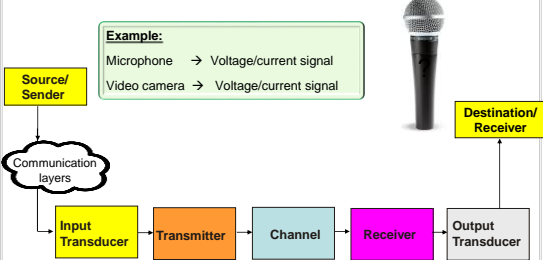 Example:
Microphone → Voltage/current signal
Video camera → Voltage/current signal
?
Source/
Sender
Destination/
Receiver
Communication
layers
Input
Transducer
Transmitter
Channel
Receiver
Output
Transducer